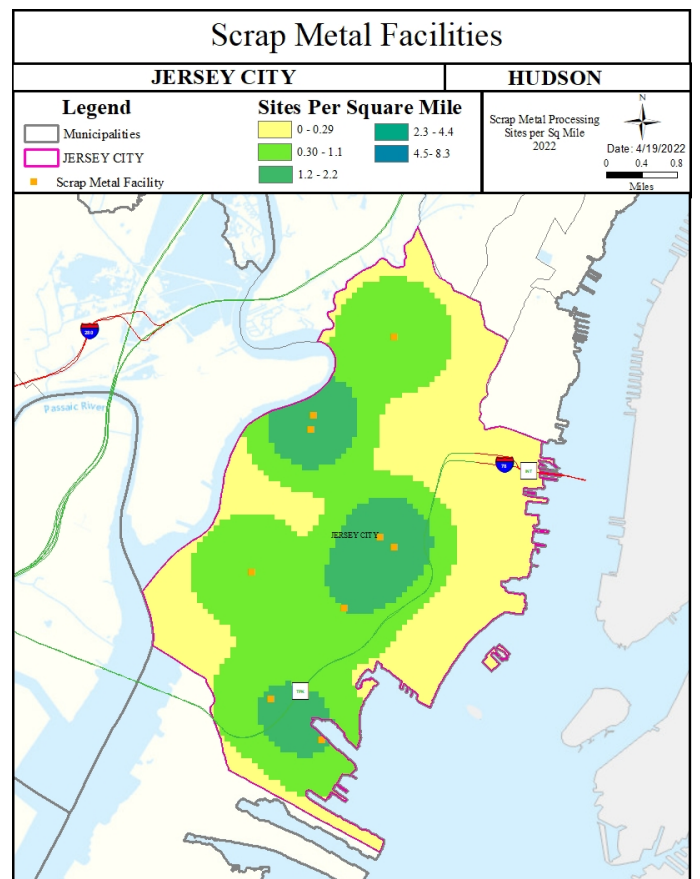 Scrap Metal Facilities
JERSEY CITY
HUDSON
Legend
Municipalities
JERSEY CITY
Scrap Metal Facility
Sites Per Square Mile
0 - 0.29
0.30 - 1.1
1.2 - 2.2
2.3 - 4.4
4.5- 8.3
Scrap Metal Processing
Sites per Sq Mile
2022
N
Date: 4/19/2022
0 0.4 0.8
Miles
280
Passaic River
78
JERSEY CITY